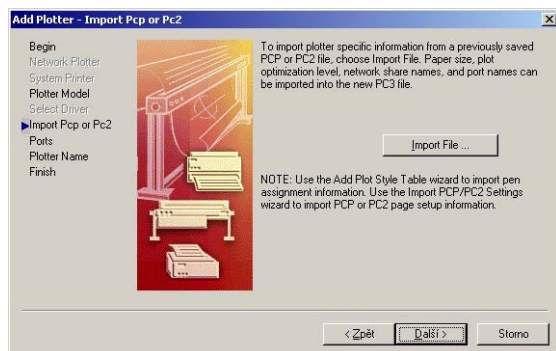 Add Plotter - Import Pcp or Pc2
Begin
Network Plotter
System Printer
Plotter Model
Select Driver
Import Pcp or Pc2
Ports
Plotter Name
Finish
To import plotter specific information from a previously saved
PCP or PC2 file, choose Import File. Paper size, plot
optimization level, network share names, and port names can
be imported into the new PC3 file.
Import File ...
NOTE: Use the Add Plot Style Table wizard to import pen
assignment information. Use the Import PCP/PC2 Settings
wizard to import PCP or PC2 page setup information.
< Zpět
Další >
Storno